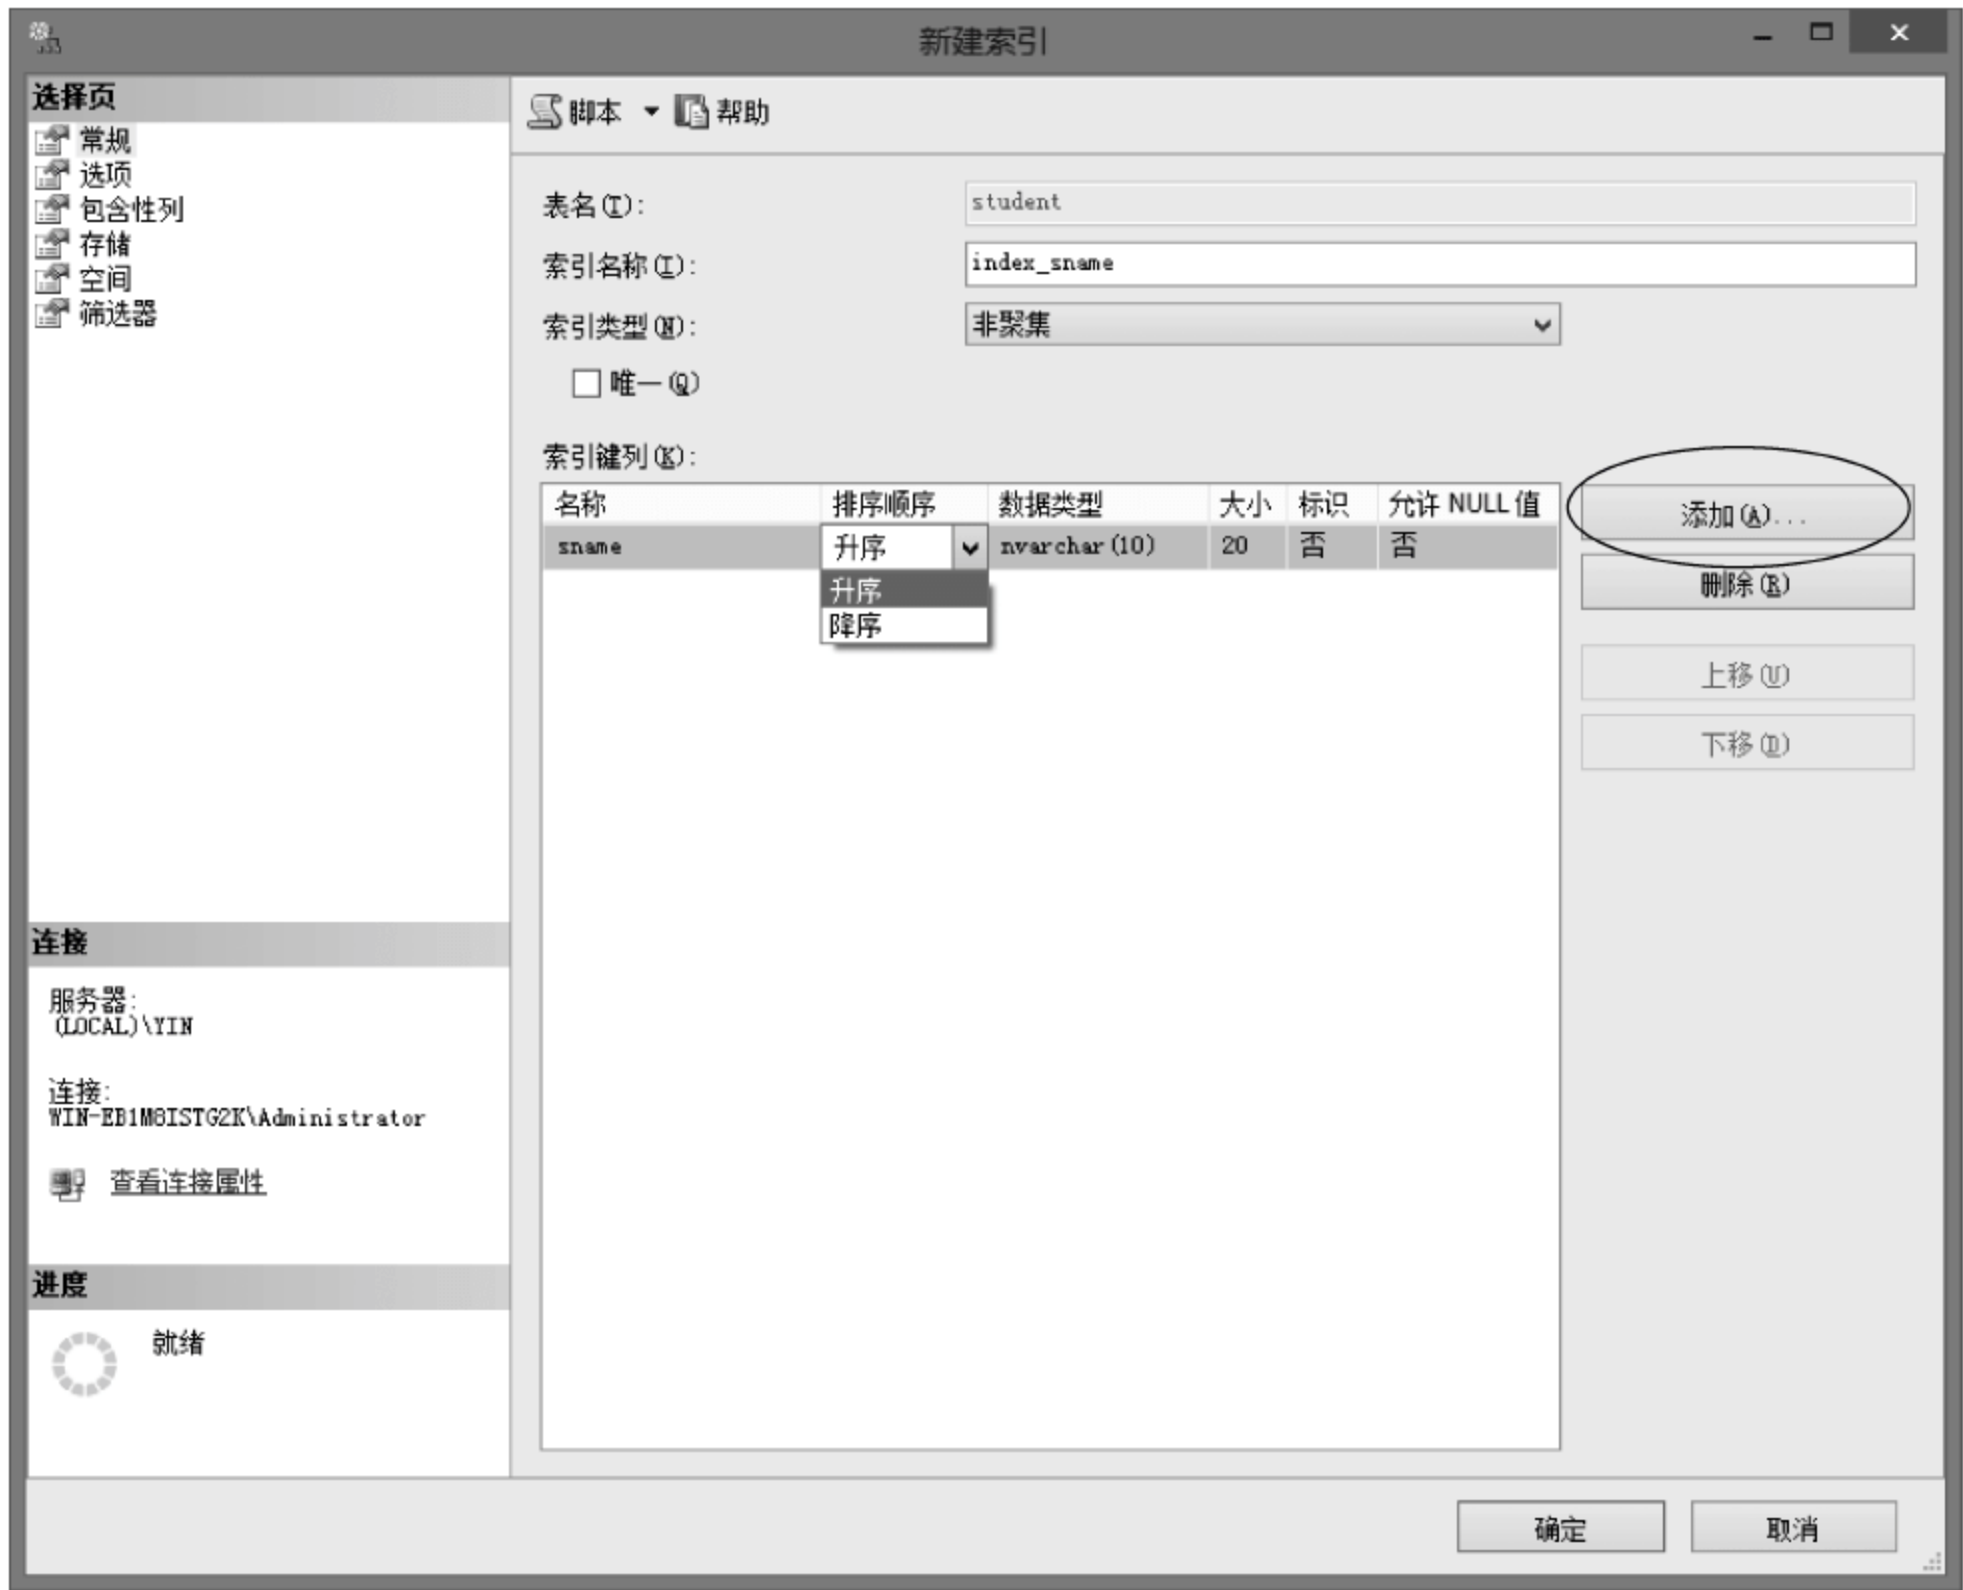 新建索引
选择页
常规
选项
包含性列
存储
空间
筛选器
脚本 帮助
表名(T): student
索引名称(I): index_sname
索引类型(N): 非聚集
唯一(Q)
索引键列(K):
名称 排序顺序 数据类型 大小 标识 允许 NULL 值
sname 升序 nvarchar(10) 20 否 否
升序
降序
添加(A)...
删除(R)
上移(U)
下移(D)
连接
服务器:
(LOCAL)\YIN
连接:
WIN-EB1M8ISTG2K\Administrator
查看连接属性
进度
就绪
确定 取消